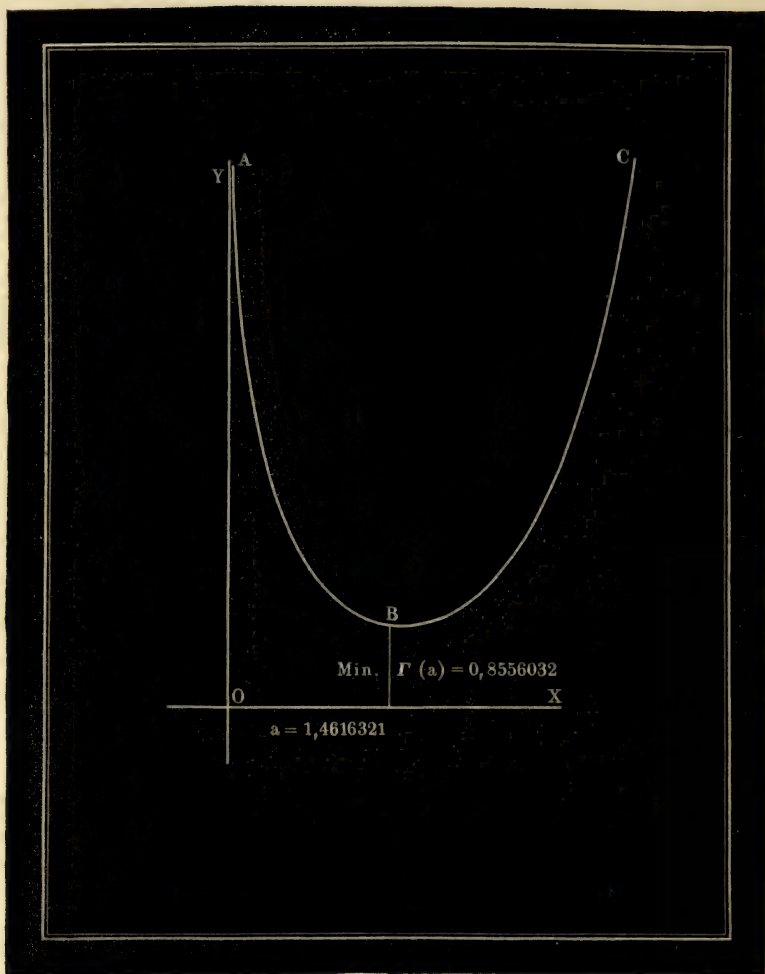 A
Y
C
B
Min. Γ (a) = 0,8556032
O
X
a = 1,4616321